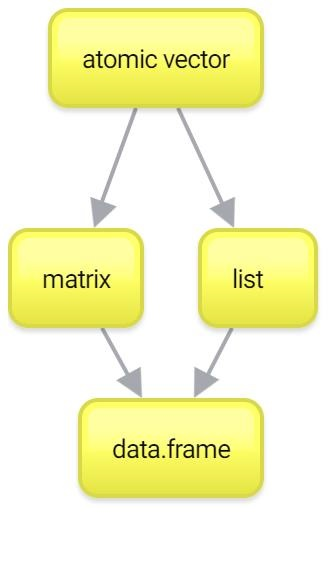 atomic vector
matrix
list
data.frame